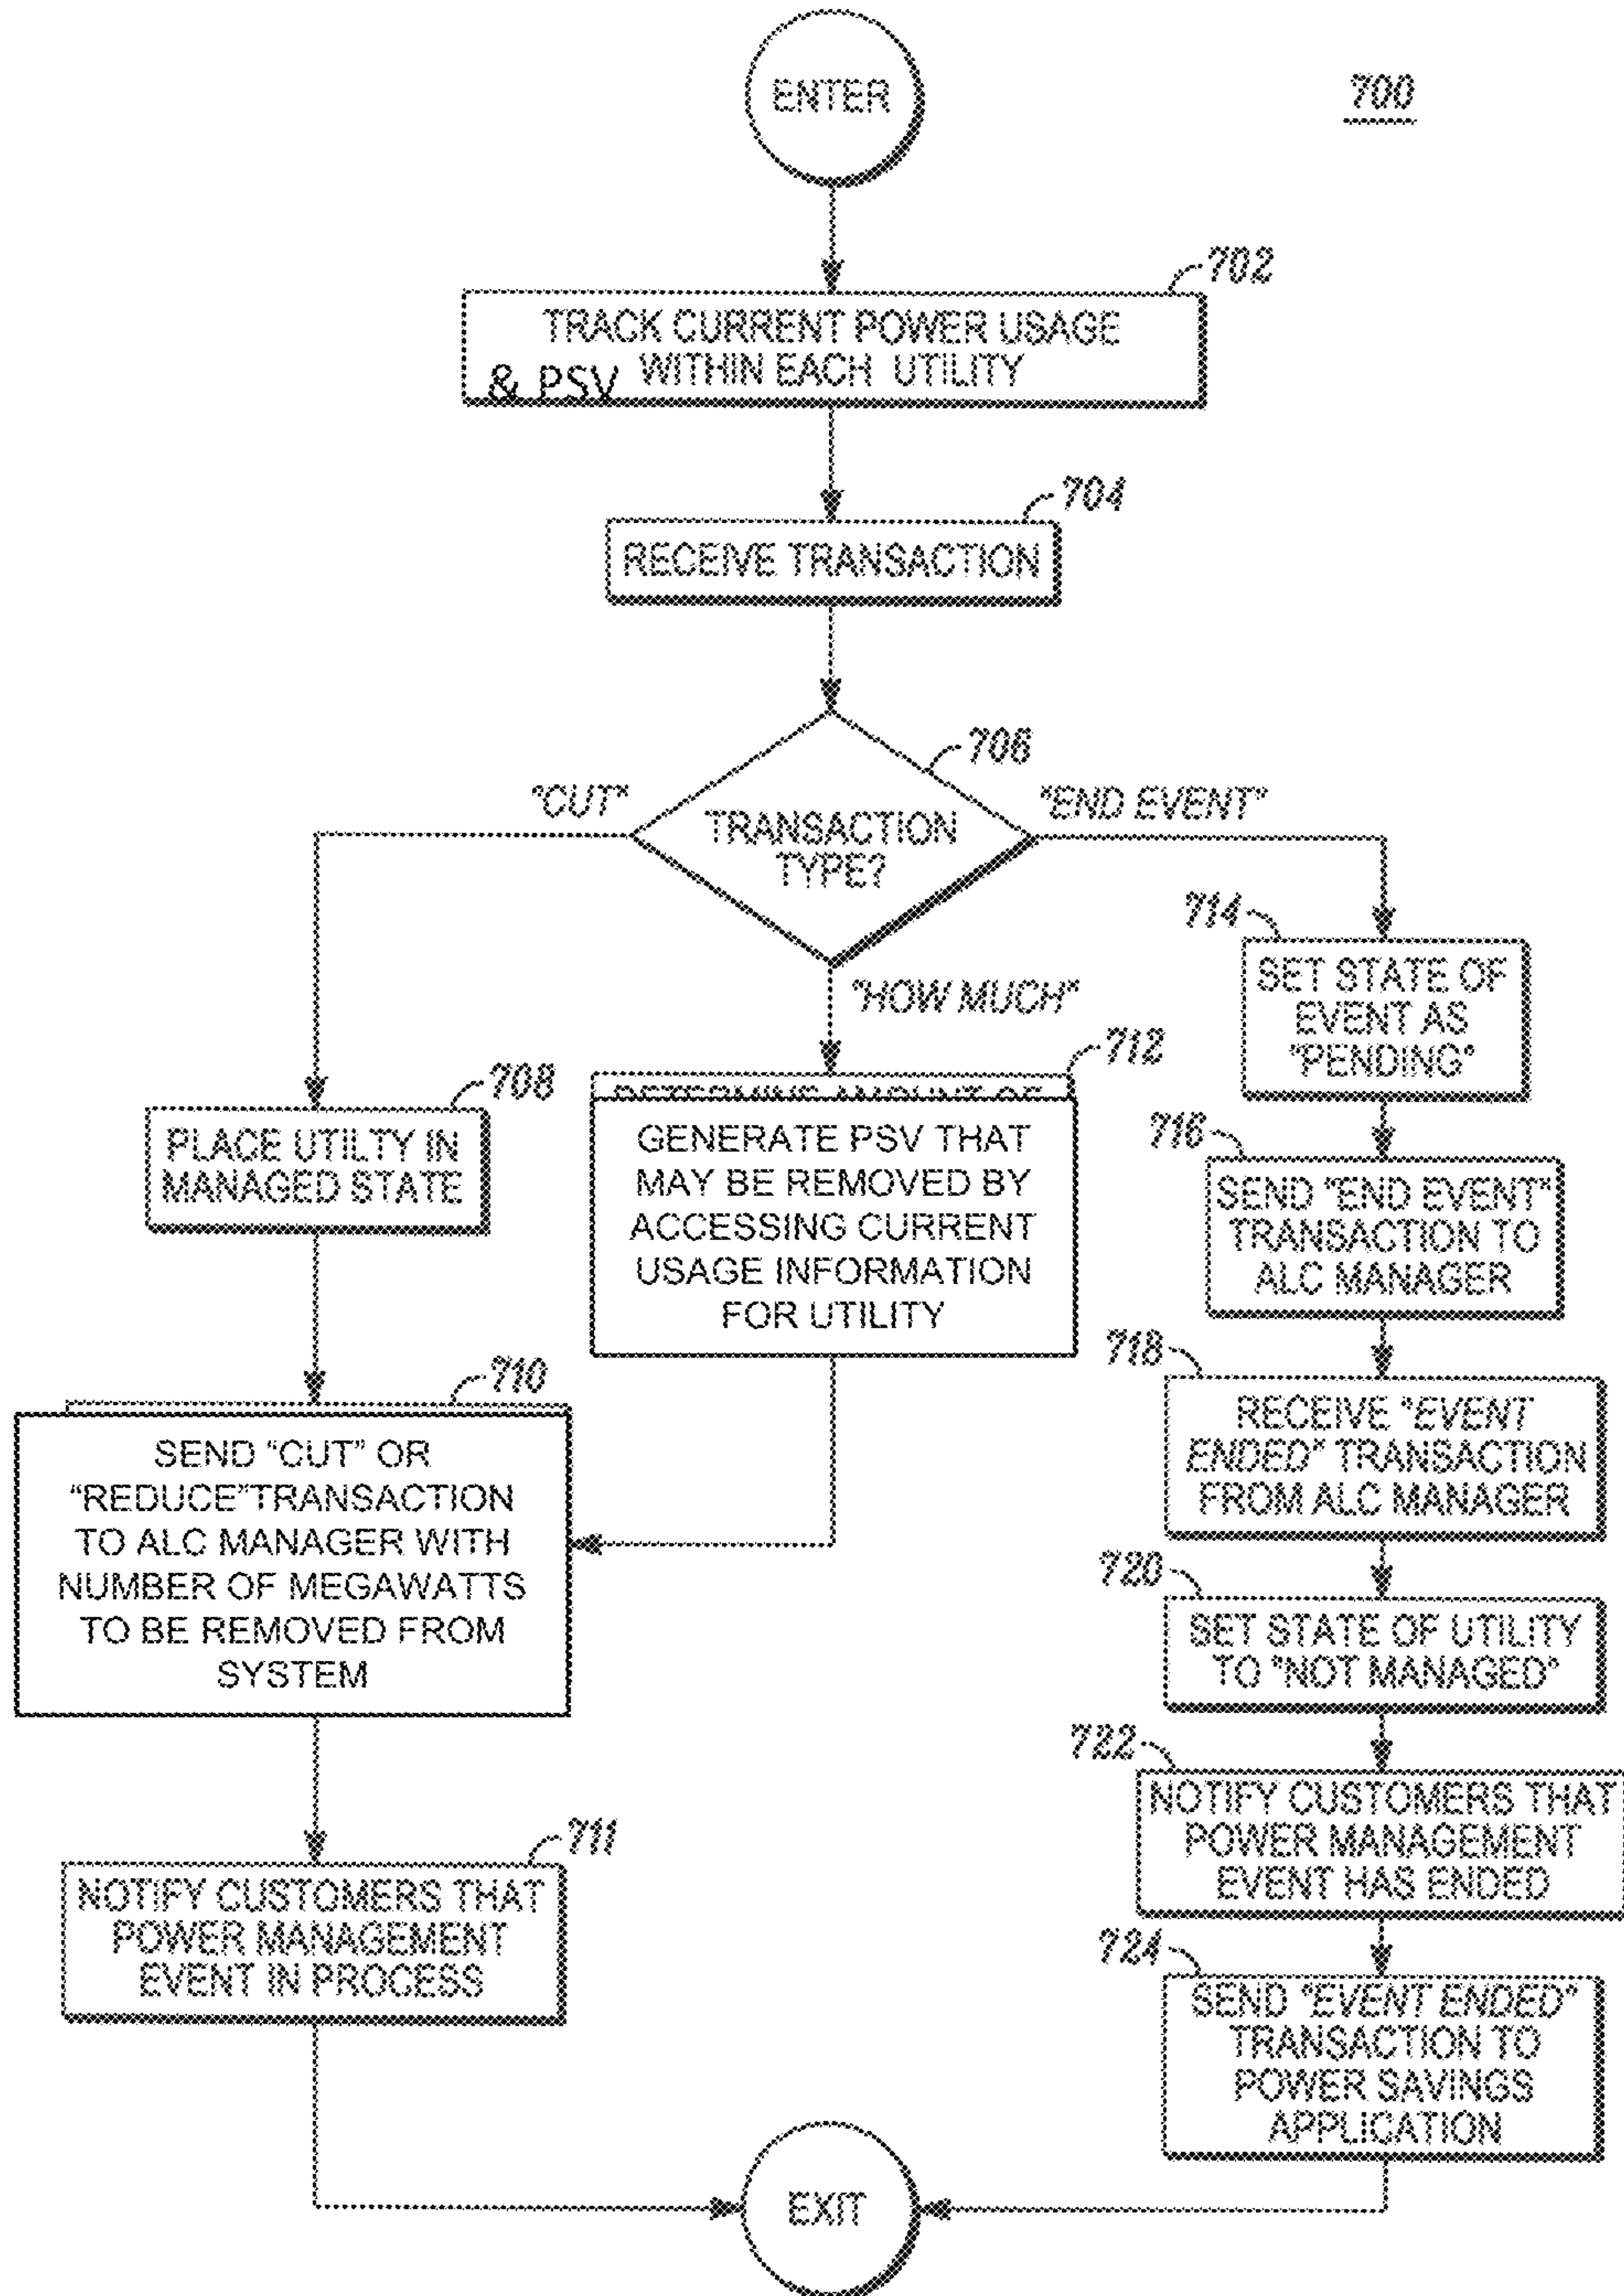 ENTER
700
702
TRACK CURRENT POWER USAGE
& PSV WITHIN EACH UTILITY
704
RECEIVE TRANSACTION
706
TRANSACTION
TYPE?
"CUT"
"HOW MUCH"
"END EVENT"
708
PLACE UTILTY IN
MANAGED STATE
712
DETERMINE AMOUNT OF
GENERATE PSV THAT
MAY BE REMOVED BY
ACCESSING CURRENT
USAGE INFORMATION
FOR UTILITY
710
SEND "CUT" OR
"REDUCE"TRANSACTION
TO ALC MANAGER WITH
NUMBER OF MEGAWATTS
TO BE REMOVED FROM
SYSTEM
711
NOTIFY CUSTOMERS THAT
POWER MANAGEMENT
EVENT IN PROCESS
714
SET STATE OF
EVENT AS
"PENDING"
716
SEND "END EVENT"
TRANSACTION TO
ALC MANAGER
718
RECEIVE "EVENT
ENDED" TRANSACTION
FROM ALC MANAGER
720
SET STATE OF UTILITY
TO "NOT MANAGED"
722
NOTIFY CUSTOMERS THAT
POWER MANAGEMENT
EVENT HAS ENDED
724
SEND "EVENT ENDED"
TRANSACTION TO
POWER SAVINGS
APPLICATION
EXIT